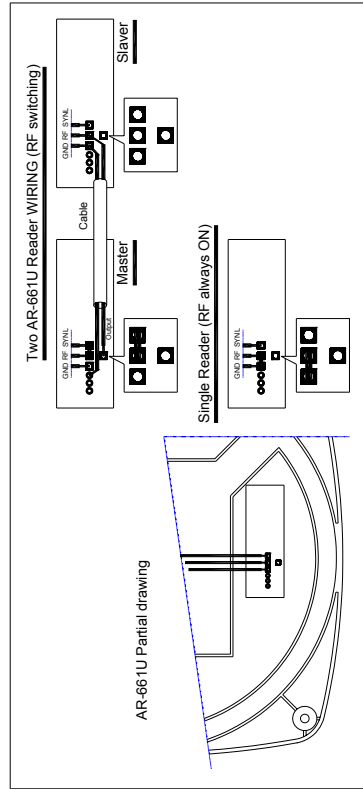 Two AR-661U Reader WIRING (RF switching)
Master
Slaver
GND RF SYNL
GND RF SYNL
Output
Cable
AR-661U Partial drawing
Single Reader (RF always ON)
GND RF SYNL